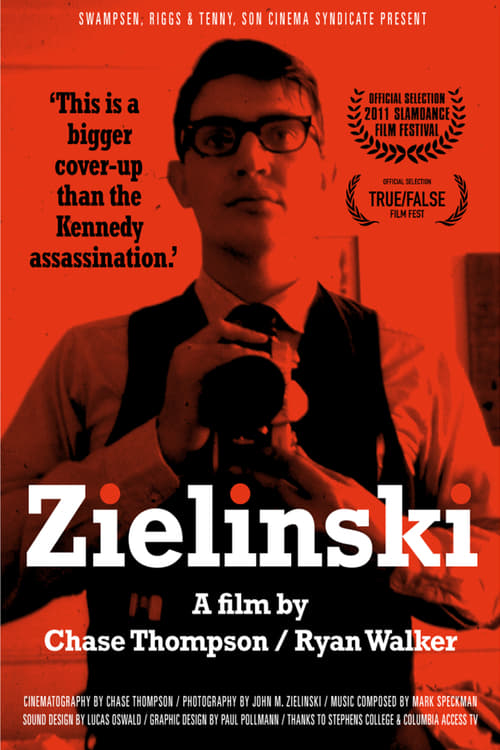 SWAMPSEN, RIGGS & TENNY, SON CINEMA SYNDICATE PRESENT
‘This is a
bigger
cover-up
than the
Kennedy
assassination.’
OFFICIAL SELECTION
2011 SLAMDANCE
FILM FESTIVAL
OFFICIAL SELECTION
TRUE/FALSE
FILM FEST
Zielinski
A film by
Chase Thompson / Ryan Walker
CINEMATOGRAPHY BY CHASE THOMPSON / PHOTOGRAPHY BY JOHN M. ZIELINSKI / MUSIC COMPOSED BY MARK SPECKMAN
SOUND DESIGN BY LUCAS OSWALD / GRAPHIC DESIGN BY PAUL POLLMANN / THANKS TO STEPHENS COLLEGE & COLUMBIA ACCESS TV